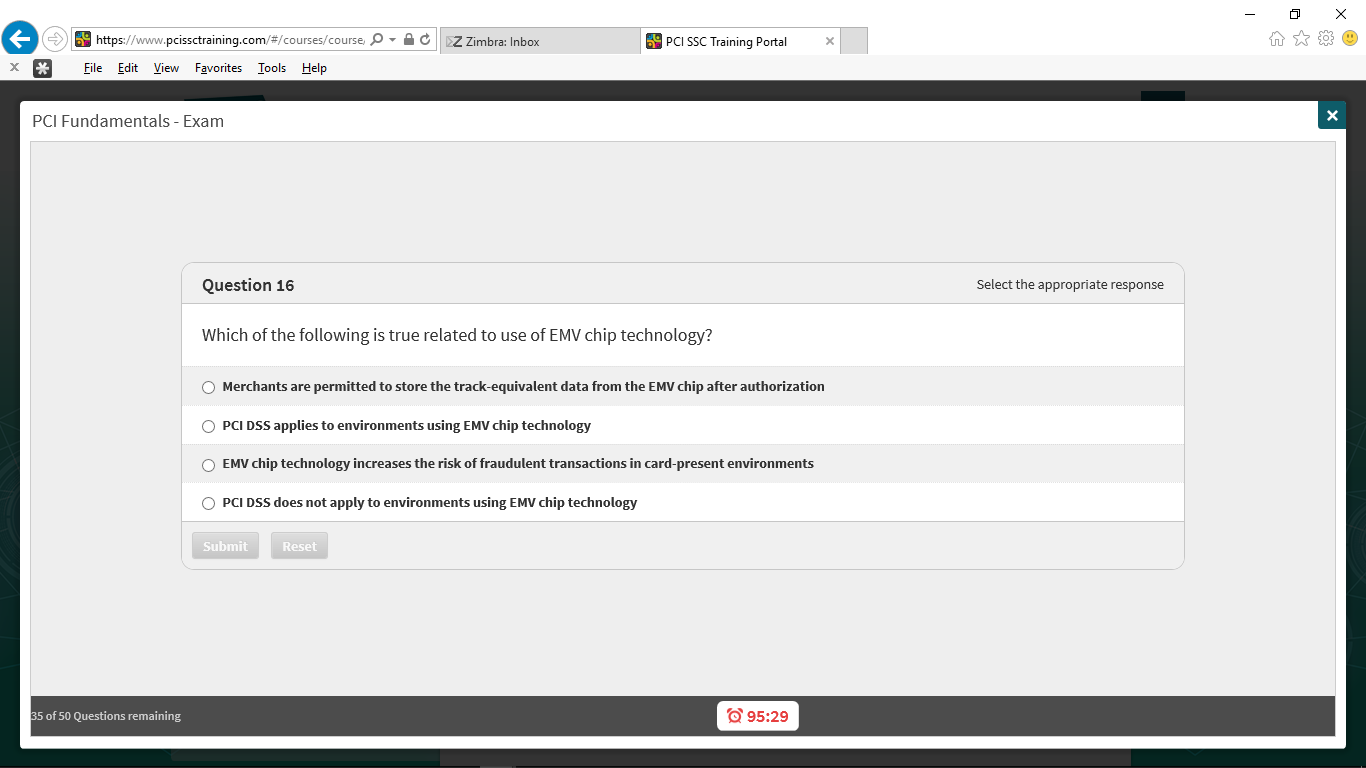 https://www.pcissctraining.com/#/courses/course,
Zimbra: Inbox
PCI SSC Training Portal
File Edit View Favorites Tools Help
PCI Fundamentals - Exam
Question 16
Select the appropriate response
Which of the following is true related to use of EMV chip technology?
Merchants are permitted to store the track-equivalent data from the EMV chip after authorization
PCI DSS applies to environments using EMV chip technology
EMV chip technology increases the risk of fraudulent transactions in card-present environments
PCI DSS does not apply to environments using EMV chip technology
Submit Reset
35 of 50 Questions remaining
95:29